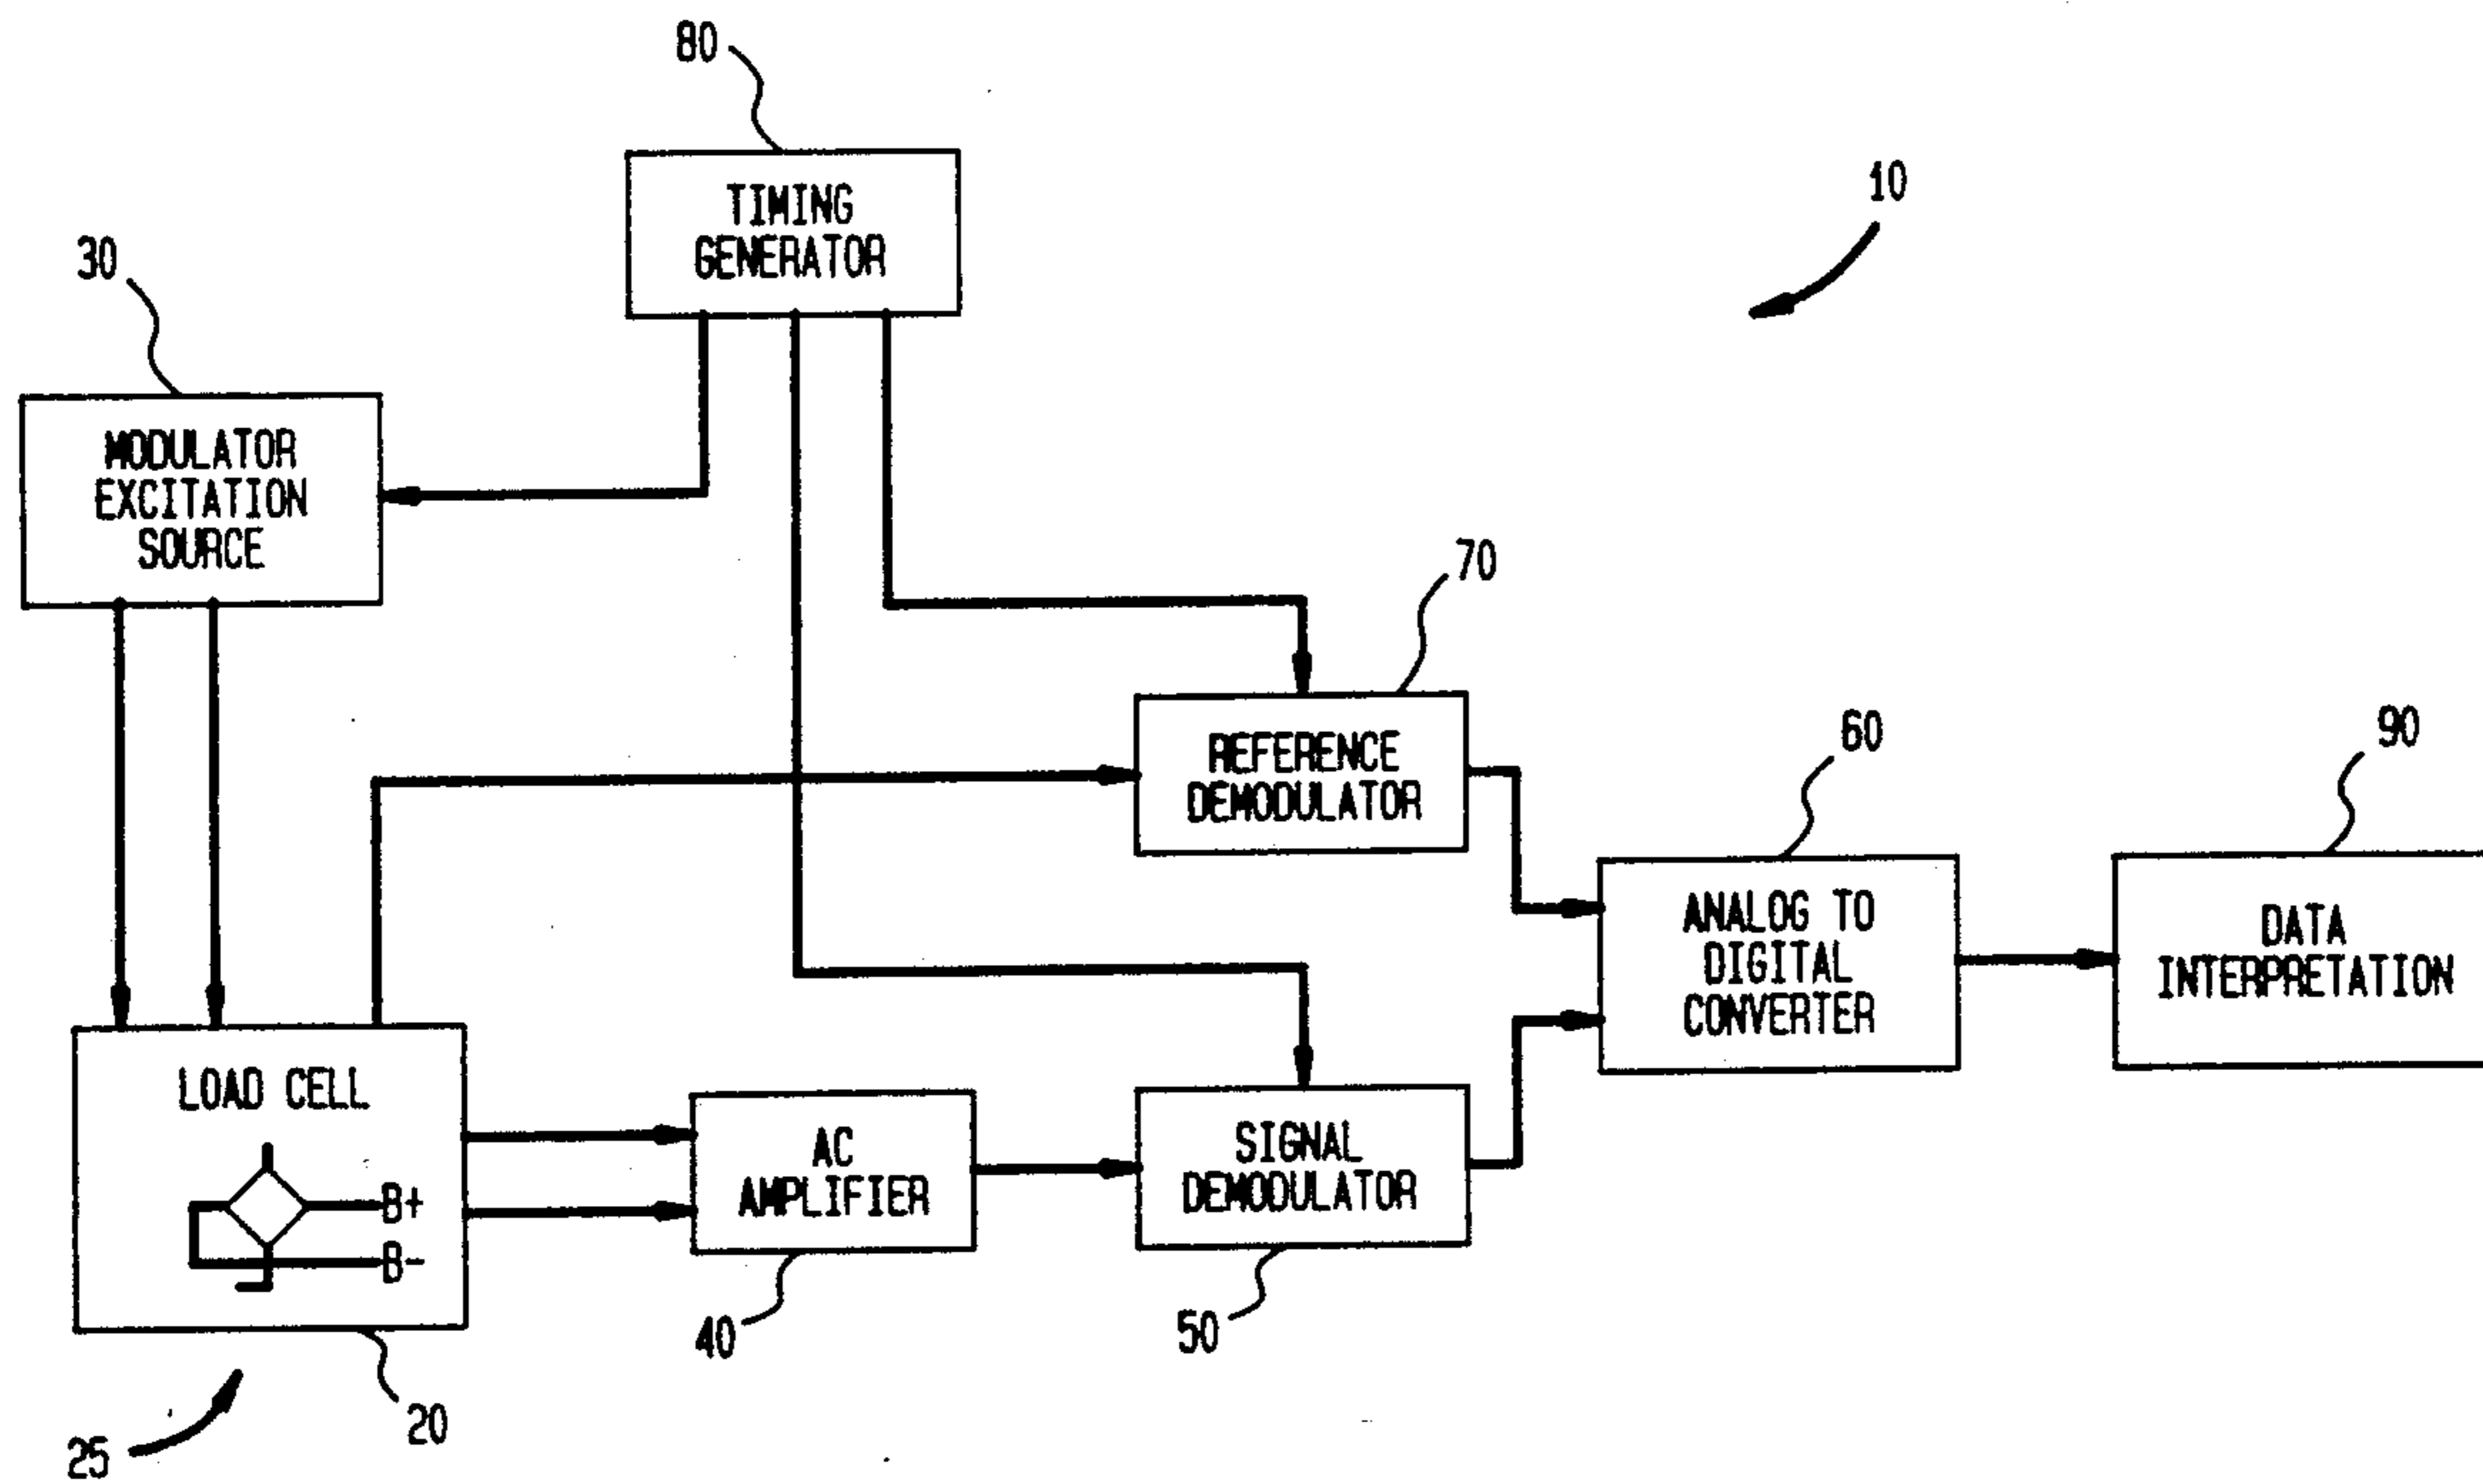 80
TIMING
GENERATOR
10
30
MODULATOR
EXCITATION
SOURCE
70
REFERENCE
DEMODULATOR
60
90
ANALOG TO
DIGITAL
CONVERTER
DATA
INTERPRETATION
LOAD CELL
B+
B-
AC
AMPLIFIER
SIGNAL
DEMODULATOR
40
50
20
25